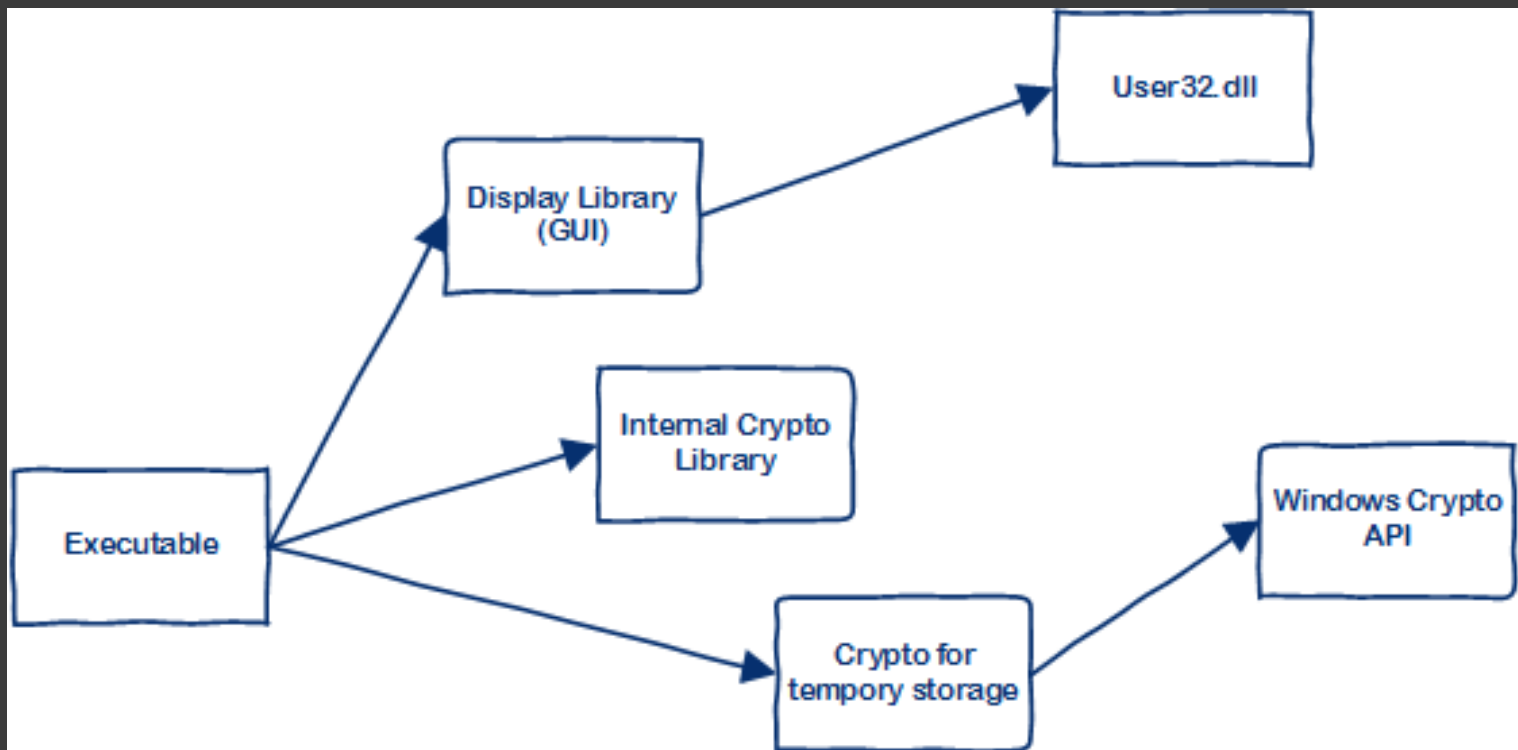 User32.dll
Display Library
(GUI)
Internal Crypto
Library
Windows Crypto
API
Executable
Crypto for
tempory storage